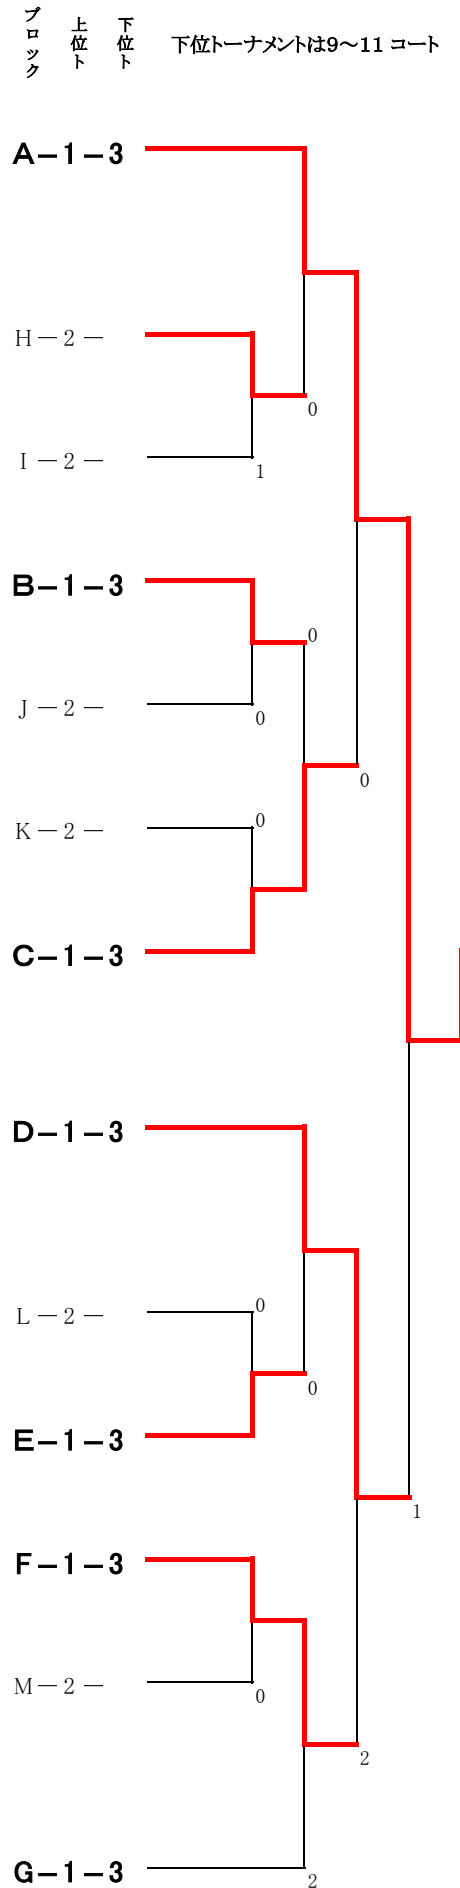 ブロック 上位ト 下位ト 下位トーナメントは9～11 コート
A－1－3
H－2－
0
I－2－
1
B－1－3
0
J－2－
0
0
K－2－
0
C－1－3
D－1－3
0
L－2－
0
E－1－3
1
F－1－3
M－2－
0
2
G－1－3
2